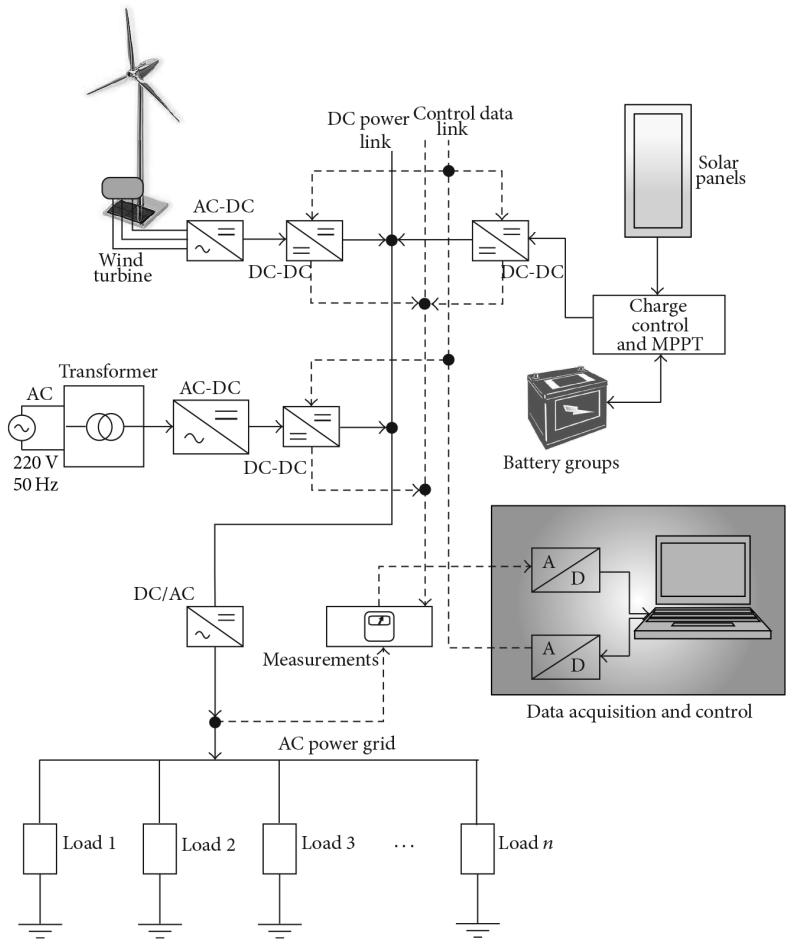 DC power
link
Control data
link
Solar
panels
AC-DC
DC-DC
DC-DC
Wind
turbine
Charge
control
and MPPT
Transformer
AC
AC-DC
220 V
50 Hz
DC-DC
Battery groups
A
D
DC/AC
A
D
Measurements
Data acquisition and control
AC power grid
Load 1
Load 2
Load 3
...
Load n